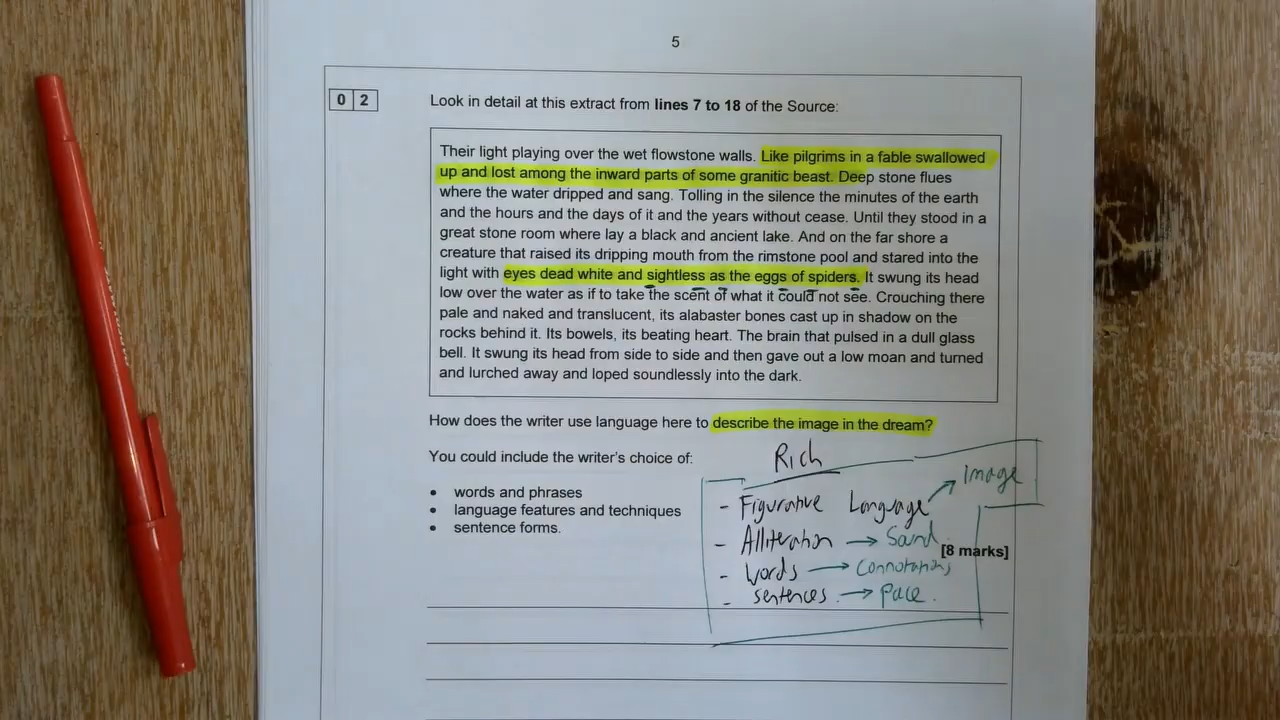 5
0 2
Look in detail at this extract from lines 7 to 18 of the Source:
Their light playing over the wet flowstone walls. Like pilgrims in a fable swallowed
up and lost among the inward parts of some granitic beast. Deep stone flues
where the water dripped and sang. Tolling in the silence the minutes of the earth
and the hours and the days of it and the years without cease. Until they stood in a
great stone room where lay a black and ancient lake. And on the far shore a
creature that raised its dripping mouth from the rimstone pool and stared into the
light with eyes dead white and sightless as the eggs of spiders. It swung its head
low over the water as if to take the scent of what it could not see. Crouching there
pale and naked and translucent, its alabaster bones cast up in shadow on the
rocks behind it. Its bowels, its beating heart. The brain that pulsed in a dull glass
bell. It swung its head from side to side and then gave out a low moan and turned
and lurched away and loped soundlessly into the dark.
How does the writer use language here to describe the image in the dream?
You could include the writer's choice of:
Rich
• words and phrases
• language features and techniques
• sentence forms.
- Figurative Language → Image
- Alliteration → Sound
[8 marks]
- Words → Connotations
- sentences → Pace.